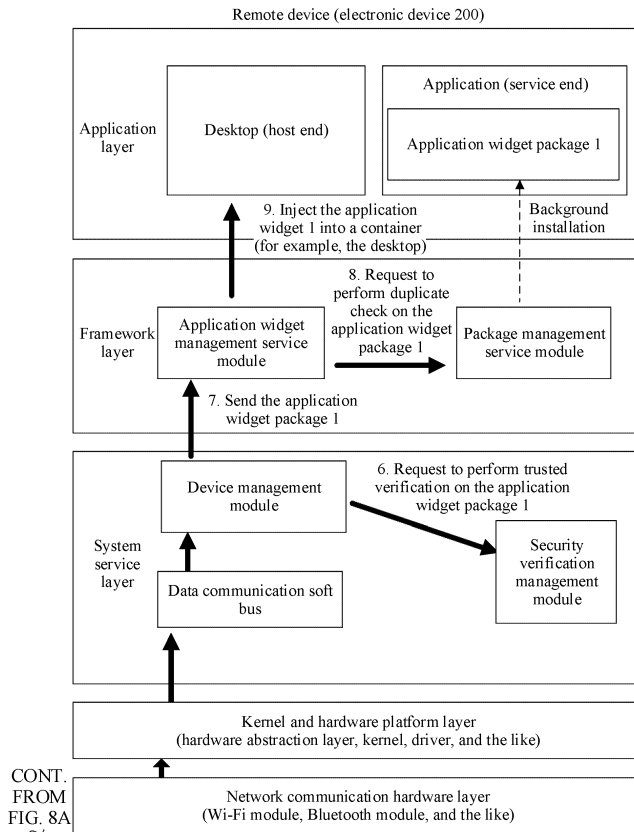 Remote device (electronic device 200)
Application
layer
Desktop (host end)
Application (service end)
Application widget package 1
9. Inject the application
widget 1 into a container
(for example, the desktop)
Background
installation
Framework
layer
Application widget
management service
module
8. Request to
perform duplicate
check on the
application widget
package 1
Package management
service module
7. Send the application
widget package 1
System
service
layer
Device management
module
6. Request to perform trusted
verification on the application
widget package 1
Security
verification
management
module
Data communication soft
bus
Kernel and hardware platform layer
(hardware abstraction layer, kernel, driver, and the like)
CONT.
FROM
FIG. 8A
Network communication hardware layer
(Wi-Fi module, Bluetooth module, and the like)